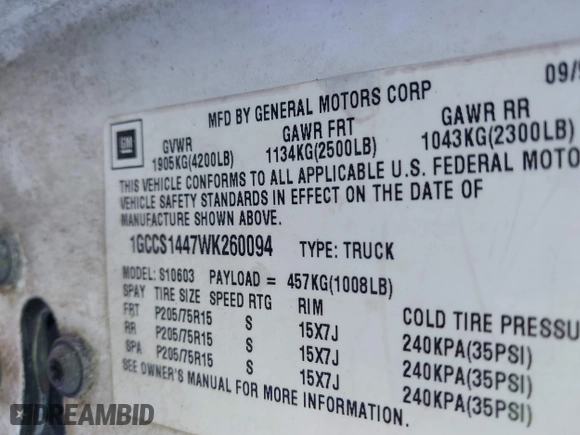 MFD BY GENERAL MOTORS CORP 09/9
GM
GVWR GAWR FRT GAWR RR
1905KG(4200LB) 1134KG(2500LB) 1043KG(2300LB)
THIS VEHICLE CONFORMS TO ALL APPLICABLE U.S. FEDERAL MOTO
VEHICLE SAFETY STANDARDS IN EFFECT ON THE DATE OF
MANUFACTURE SHOWN ABOVE.
1GCCS1447WK260094 TYPE: TRUCK
MODEL: S10603 PAYLOAD = 457KG(1008LB)
SPAY TIRE SIZE SPEED RTG RIM COLD TIRE PRESSU
FRT P205/75R15 S 15X7J 240KPA(35PSI)
RR P205/75R15 S 15X7J 240KPA(35PSI)
SPA P205/75R15 S 15X7J 240KPA(35PSI)
SEE OWNER'S MANUAL FOR MORE INFORMATION.
DREAMBID